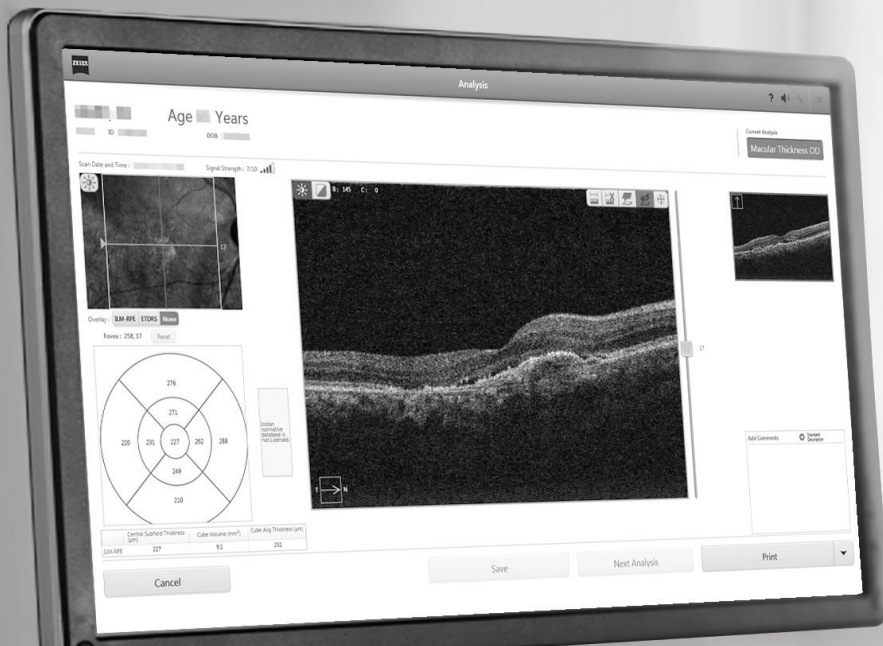 ZEISS
Analysis
?
Age Years
ID
DOB
Current Analysis
Macular Thickness OD
Scan Date and Time :
Signal Strength : 7/10
B: 145 C: 0
17
Overlay : ILM-RPE ETDRS None
Fovea : 258, 17 Reset
276
271
220 231 227 262 288
249
210
Indian
normative
database is
not Licensed.
T N
17
Add Comments Standard
Description
Central Subfield Thickness
(μm) Cube Volume (mm³) Cube Avg Thickness (μm)
ILM-RPE 227 9.1 251
Cancel
Save
Next Analysis
Print